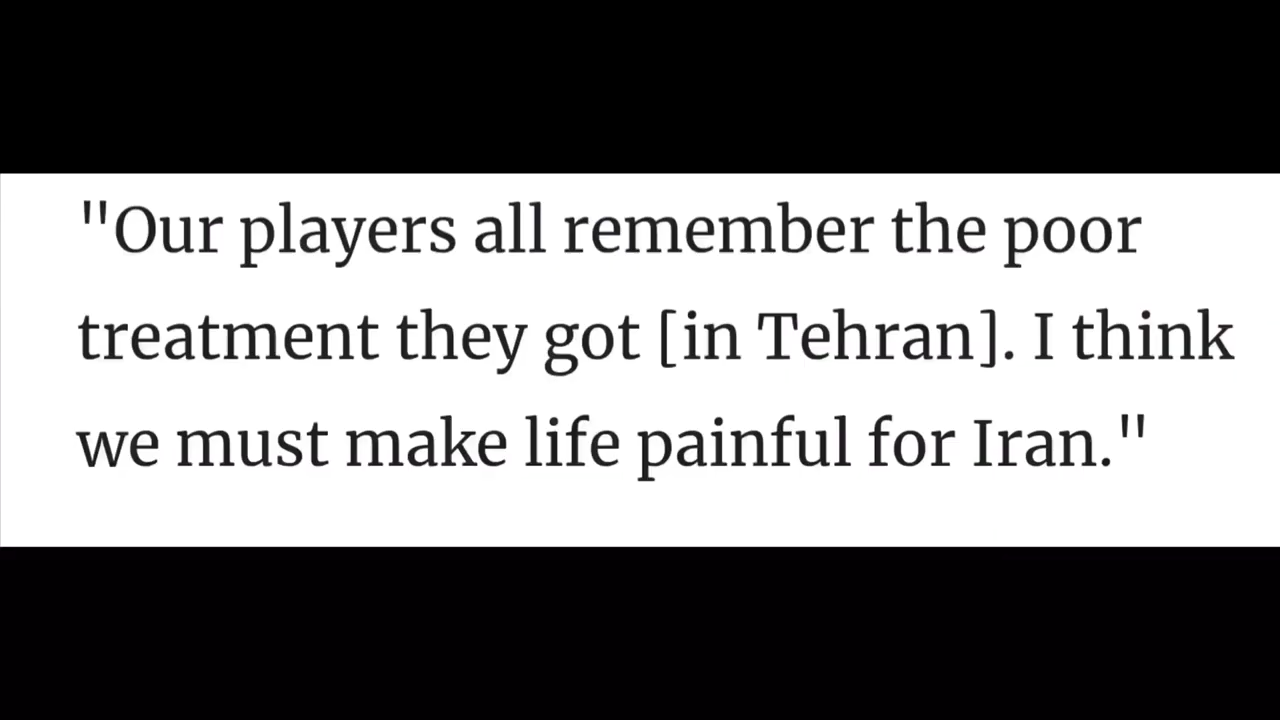 "Our players all remember the poor
treatment they got [in Tehran]. I think
we must make life painful for Iran."